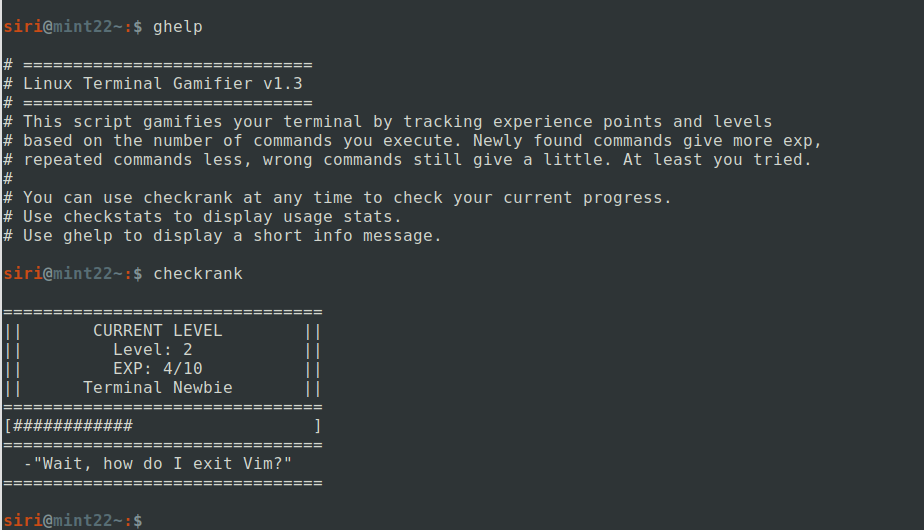 siri@mint22~:$ ghelp
# =============================
# Linux Terminal Gamifier v1.3
# =============================
# This script gamifies your terminal by tracking experience points and levels
# based on the number of commands you execute. Newly found commands give more exp,
# repeated commands less, wrong commands still give a little. At least you tried.
#
# You can use checkrank at any time to check your current progress.
# Use checkstats to display usage stats.
# Use ghelp to display a short info message.
siri@mint22~:$ checkrank
================================
||       CURRENT LEVEL        ||
||         Level: 2           ||
||         EXP: 4/10          ||
||      Terminal Newbie       ||
================================
[############                  ]
================================
  -"Wait, how do I exit Vim?"
================================
siri@mint22~:$